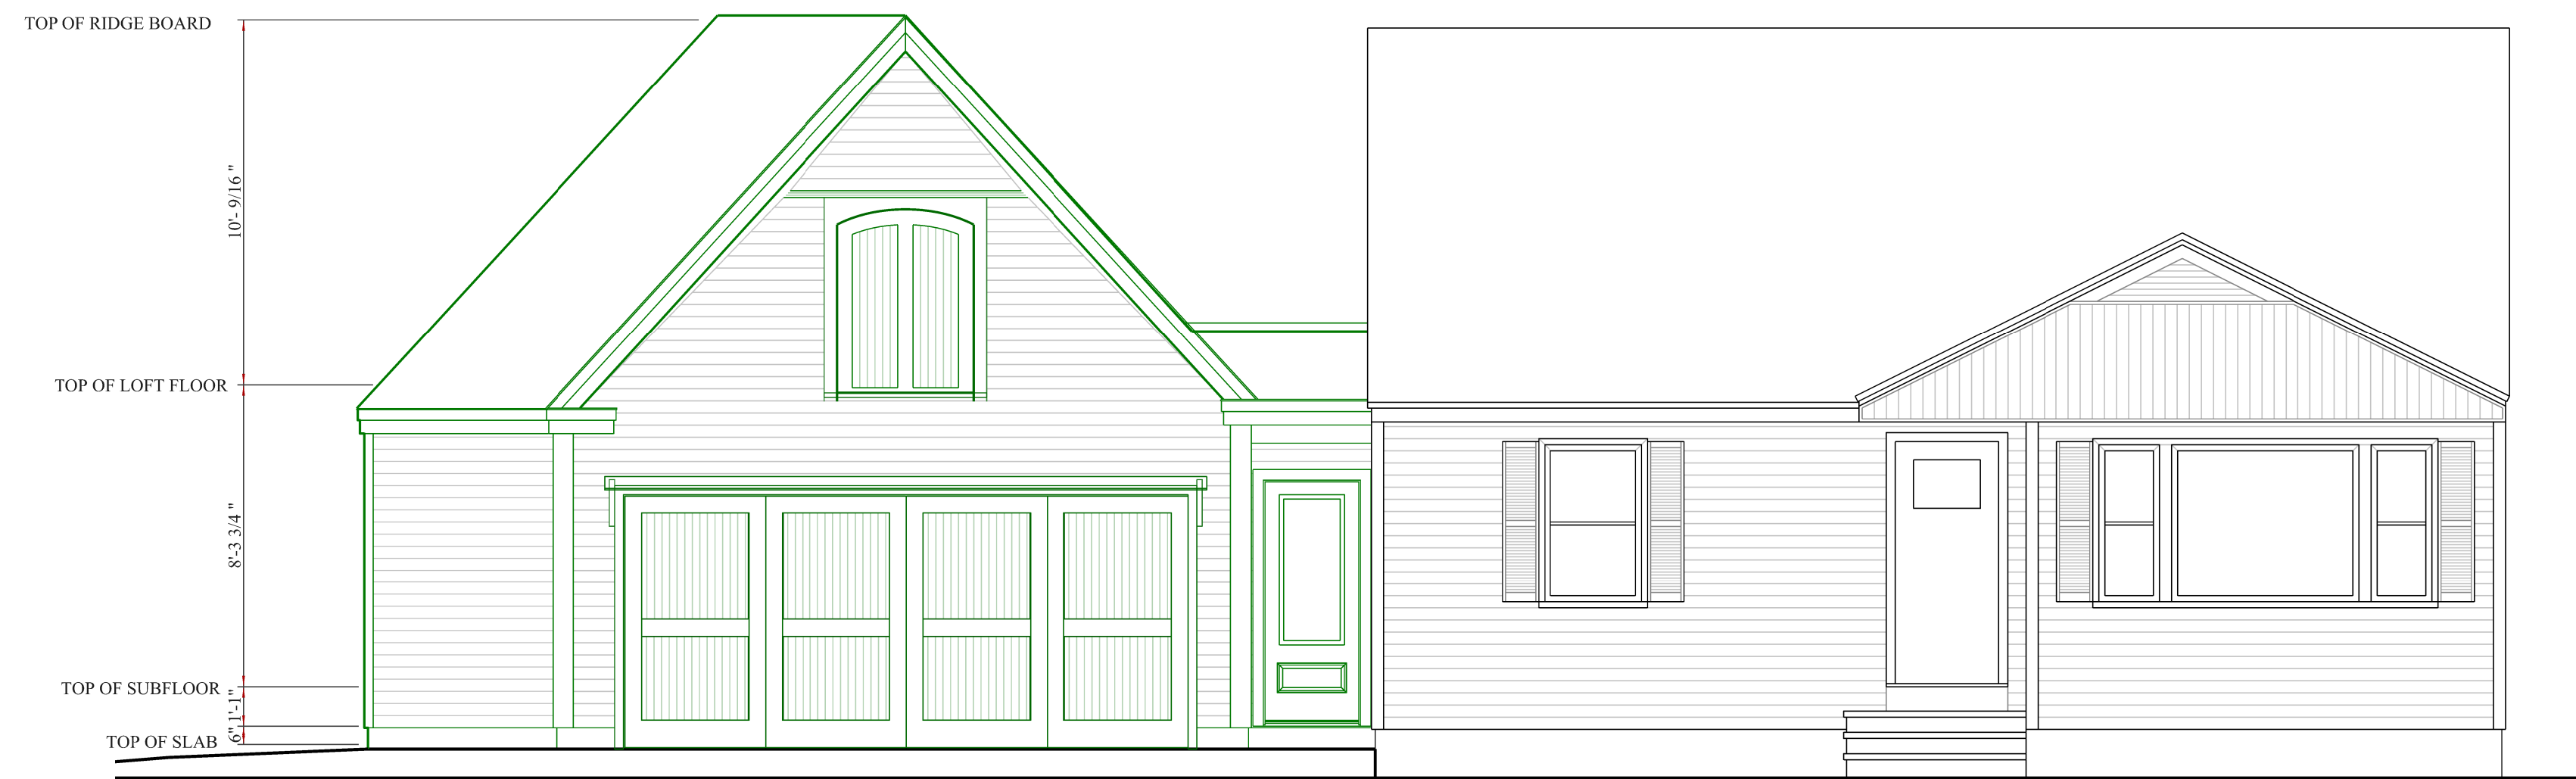 TOP OF RIDGE BOARD
10'- 9/16 "
TOP OF LOFT FLOOR
8'-3 3/4 "
TOP OF SUBFLOOR
1'-1"
6"
TOP OF SLAB